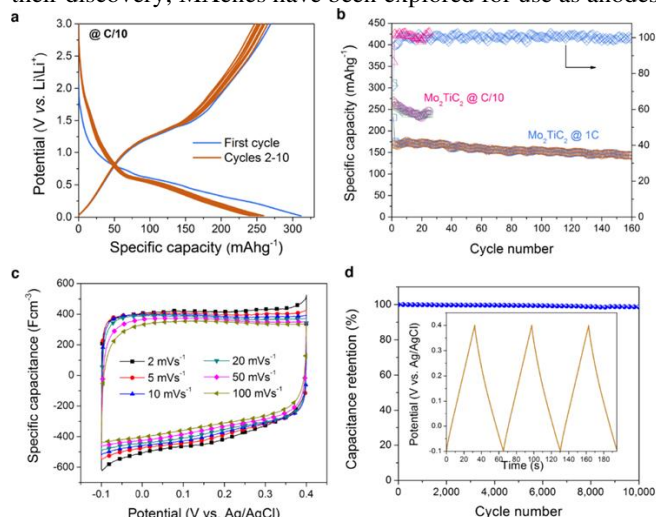 their discovery, MXenes have been explored for use as anodes
a
b
@ C/10
Potential (V vs. Li\Li⁺)
3.0
2.5
2.0
1.5
1.0
0.5
0.0
First cycle
Cycles 2-10
0 50 100 150 200 250 300
Specific capacity (mAhg⁻¹)
Specific capacity (mAhg⁻¹)
450
400
350
300
250
200
150
100
50
0
Mo₂TiC₂ @ C/10
Mo₂TiC₂ @ 1C
100
80
60
40
20
0
0 20 40 60 80 100 120 140 160
Cycle number
c
d
Specific capacitance (Fcm⁻³)
600
400
200
0
-200
-400
-600
2 mVs⁻¹
20 mVs⁻¹
5 mVs⁻¹
50 mVs⁻¹
10 mVs⁻¹
100 mVs⁻¹
-0.1 0.0 0.1 0.2 0.3 0.4
Potential (V vs. Ag/AgCl)
Capacitance retention (%)
120
100
80
60
40
20
0
Potential (V vs. Ag/AgCl)
0.4
0.3
0.2
0.1
0.0
-0.1
0 20 40 60 80 100 120 140 160 180
Time (s)
0 2,000 4,000 6,000 8,000 10,000
Cycle number